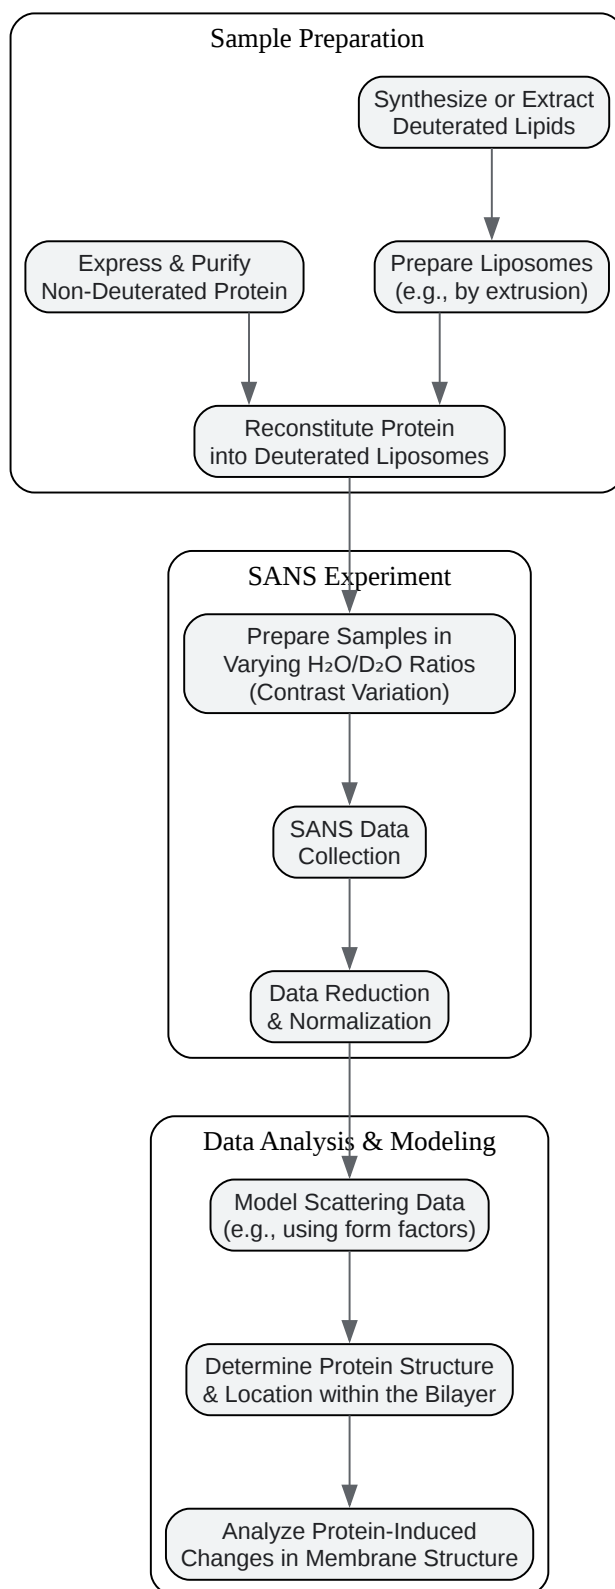 Sample Preparation
Synthesize or Extract
Deuterated Lipids
Express & Purify
Non-Deuterated Protein
Prepare Liposomes
(e.g., by extrusion)
Reconstitute Protein
into Deuterated Liposomes
SANS Experiment
Prepare Samples in
Varying H₂O/D₂O Ratios
(Contrast Variation)
SANS Data
Collection
Data Reduction
& Normalization
Data Analysis & Modeling
Model Scattering Data
(e.g., using form factors)
Determine Protein Structure
& Location within the Bilayer
Analyze Protein-Induced
Changes in Membrane Structure